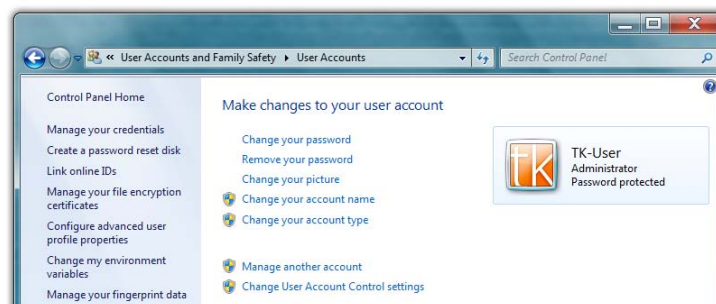 « User Accounts and Family Safety ▸ User Accounts
Search Control Panel
Control Panel Home
Manage your credentials
Create a password reset disk
Link online IDs
Manage your file encryption
certificates
Configure advanced user
profile properties
Change my environment
variables
Manage your fingerprint data
Make changes to your user account
Change your password
Remove your password
Change your picture
Change your account name
Change your account type
Manage another account
Change User Account Control settings
tk
TK-User
Administrator
Password protected